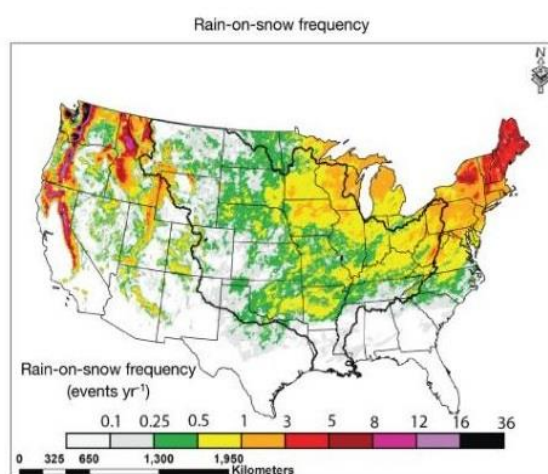 Rain-on-snow frequency
N
Rain-on-snow frequency
(events yr⁻¹)
0.1 0.25 0.5 1 3 5 8 12 16 36
0 325 650 1,300 1,950
Kilometers